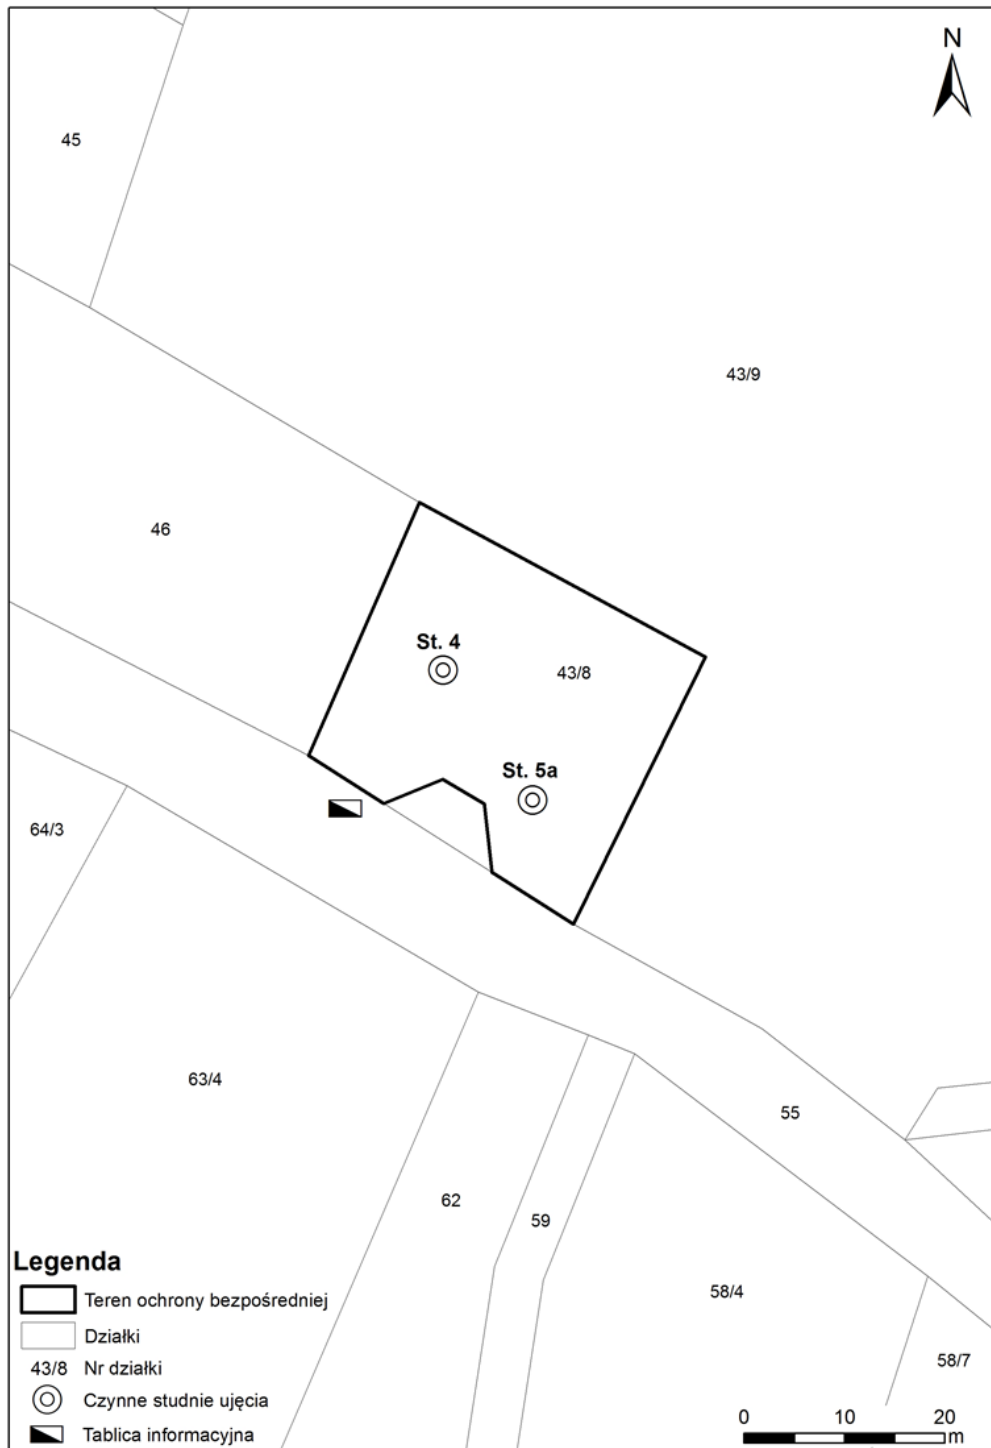 N
45
43/9
46
St. 4
43/8
St. 5a
64/3
63/4
55
62
59
58/4
58/7
Legenda
Teren ochrony bezpośredniej
Działki
43/8 Nr działki
Czynne studnie ujęcia
Tablica informacyjna
0 10 20
m